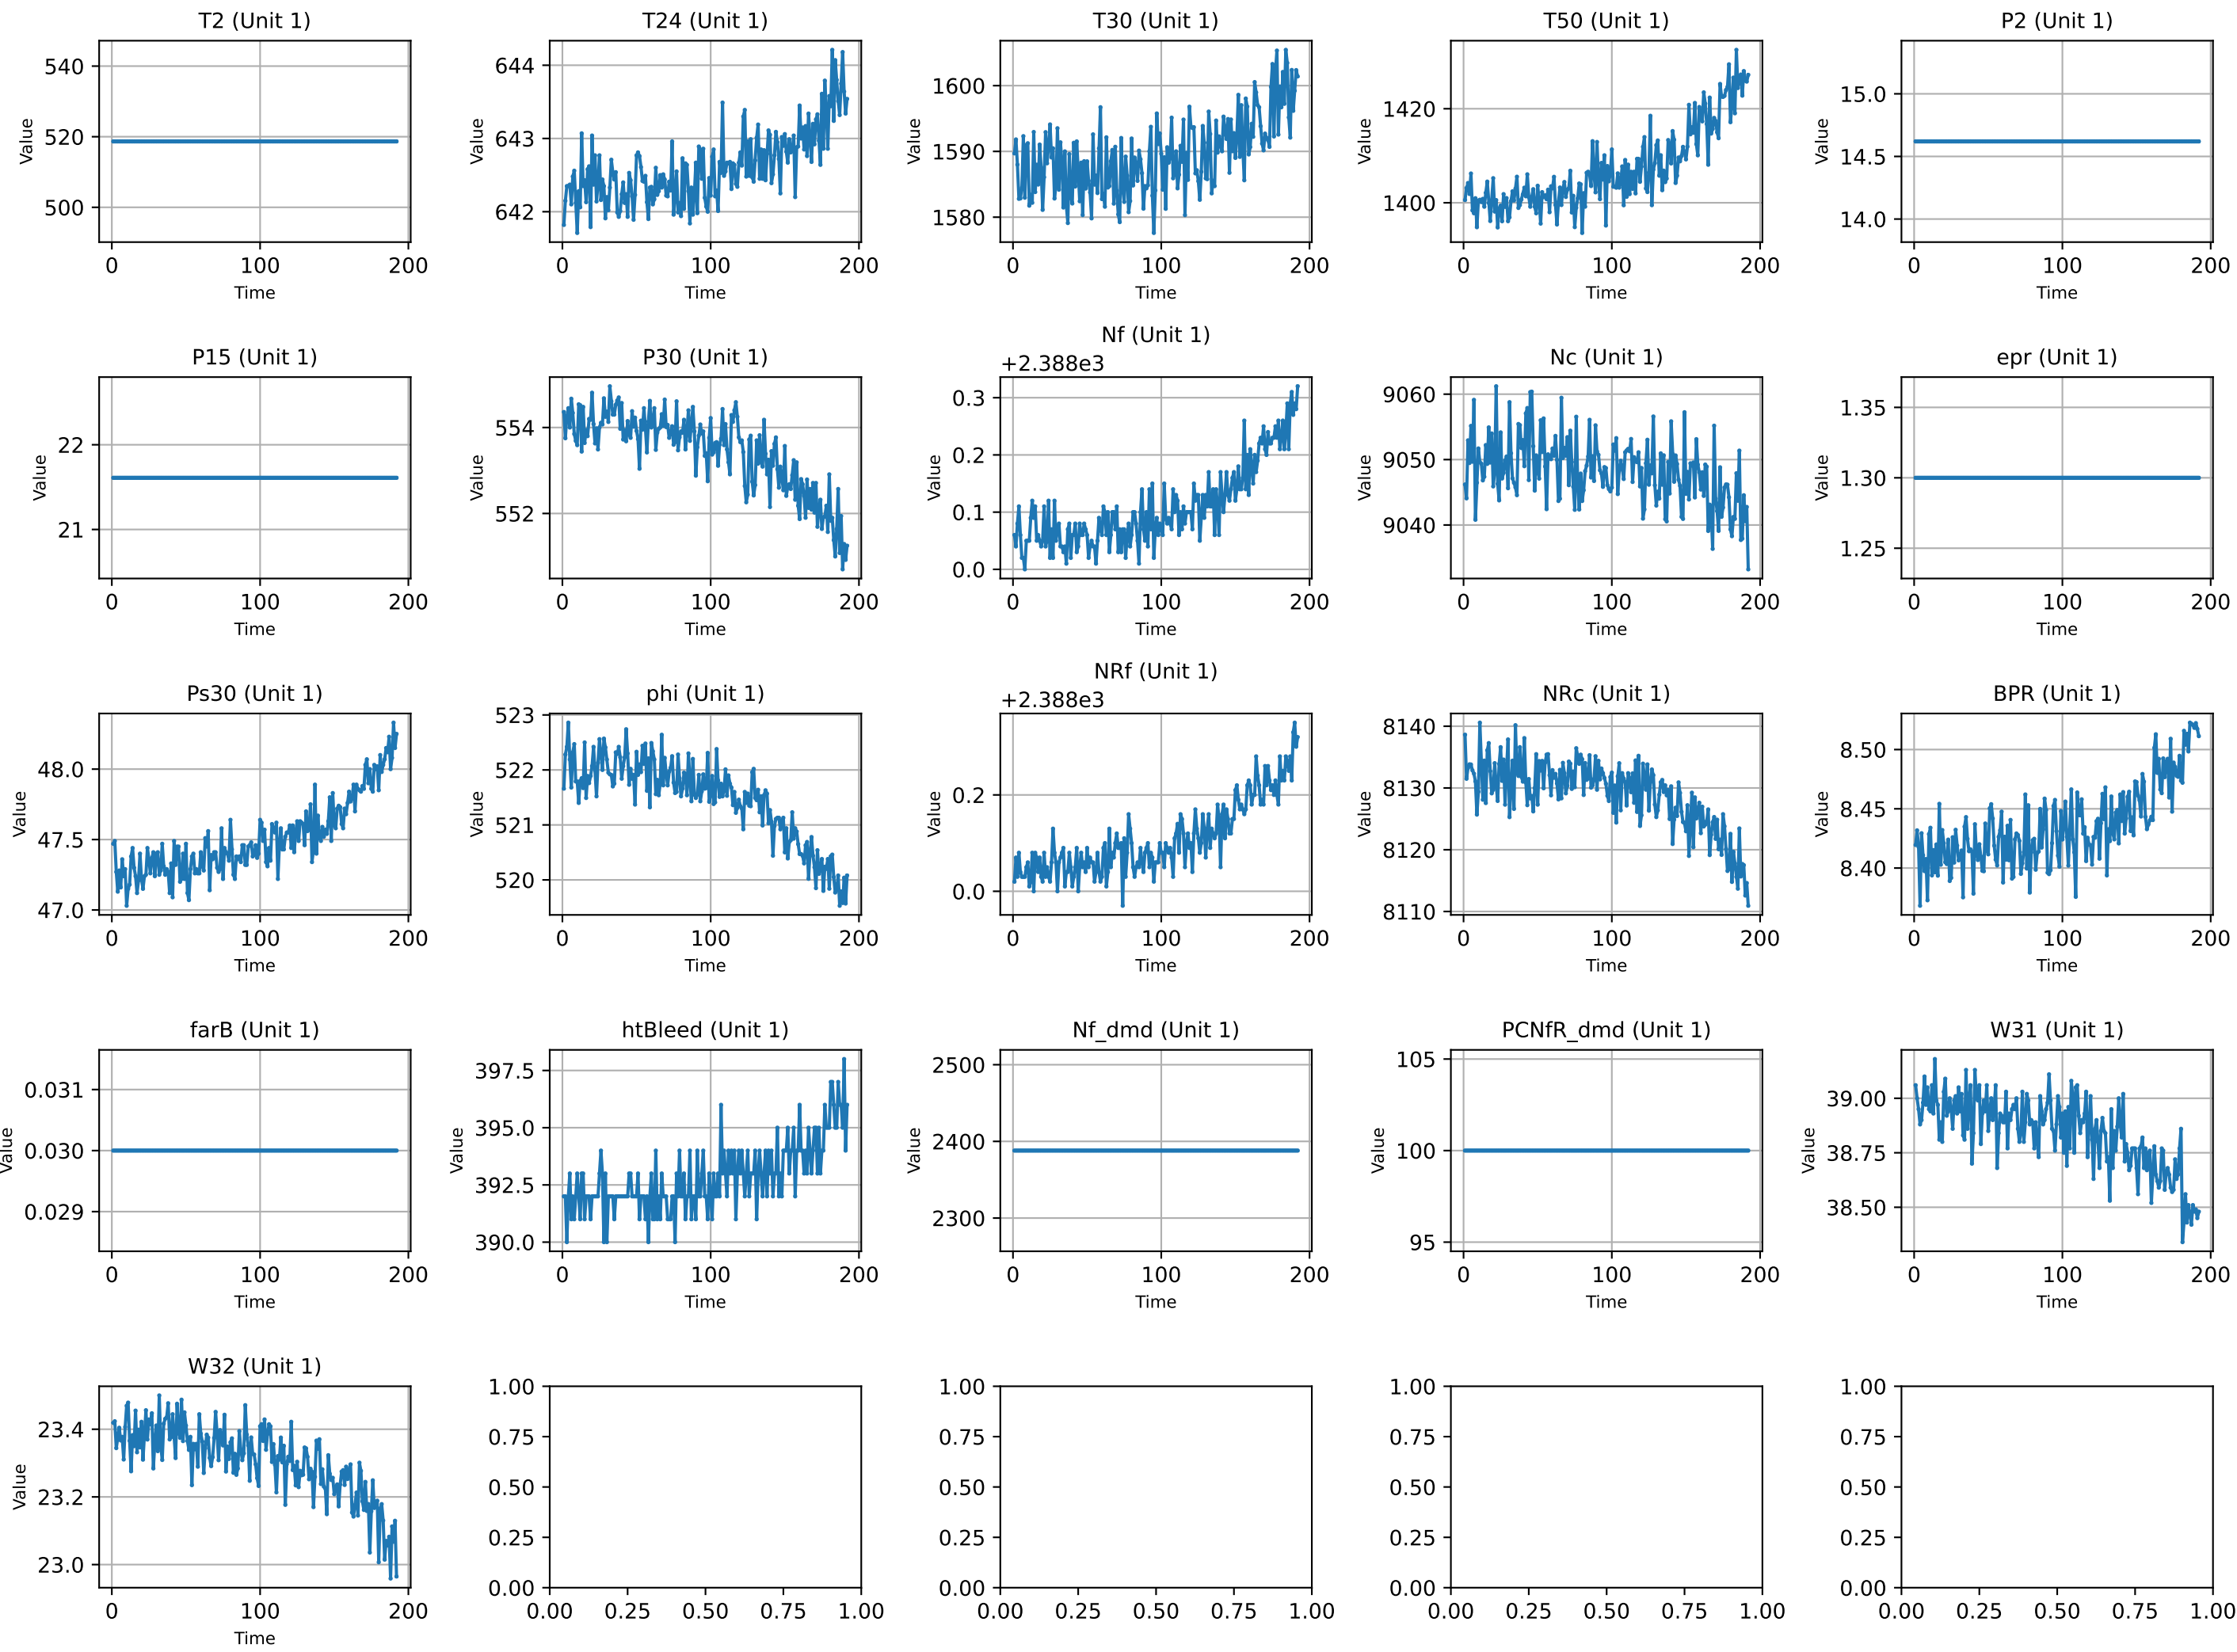 T2 (Unit 1)
T24 (Unit 1)
T30 (Unit 1)
T50 (Unit 1)
P2 (Unit 1)
Value
540
520
500
0
100
200
Time
Value
644
643
642
0
100
200
Time
Value
1600
1590
1580
0
100
200
Time
Value
1420
1400
0
100
200
Time
Value
15.0
14.5
14.0
0
100
200
Time
P15 (Unit 1)
Value
22
21
0
100
200
Time
P30 (Unit 1)
Value
554
552
0
100
200
Time
Nf (Unit 1)
+2.388e3
Value
0.3
0.2
0.1
0.0
0
100
200
Time
Nc (Unit 1)
Value
9060
9050
9040
0
100
200
Time
epr (Unit 1)
Value
1.35
1.30
1.25
0
100
200
Time
Ps30 (Unit 1)
Value
48.0
47.5
47.0
0
100
200
Time
phi (Unit 1)
Value
523
522
521
520
0
100
200
Time
NRf (Unit 1)
+2.388e3
Value
0.2
0.0
0
100
200
Time
NRc (Unit 1)
Value
8140
8130
8120
8110
0
100
200
Time
BPR (Unit 1)
Value
8.50
8.45
8.40
0
100
200
Time
farB (Unit 1)
Value
0.031
0.030
0.029
0
100
200
Time
htBleed (Unit 1)
Value
397.5
395.0
392.5
390.0
0
100
200
Time
Nf_dmd (Unit 1)
Value
2500
2400
2300
0
100
200
Time
PCNfR_dmd (Unit 1)
Value
105
100
95
0
100
200
Time
W31 (Unit 1)
Value
39.00
38.75
38.50
0
100
200
Time
W32 (Unit 1)
Value
23.4
23.2
23.0
0
100
200
Time
1.00
0.75
0.50
0.25
0.00
0.00
0.25
0.50
0.75
1.00
1.00
0.75
0.50
0.25
0.00
0.00
0.25
0.50
0.75
1.00
1.00
0.75
0.50
0.25
0.00
0.00
0.25
0.50
0.75
1.00
1.00
0.75
0.50
0.25
0.00
0.00
0.25
0.50
0.75
1.00